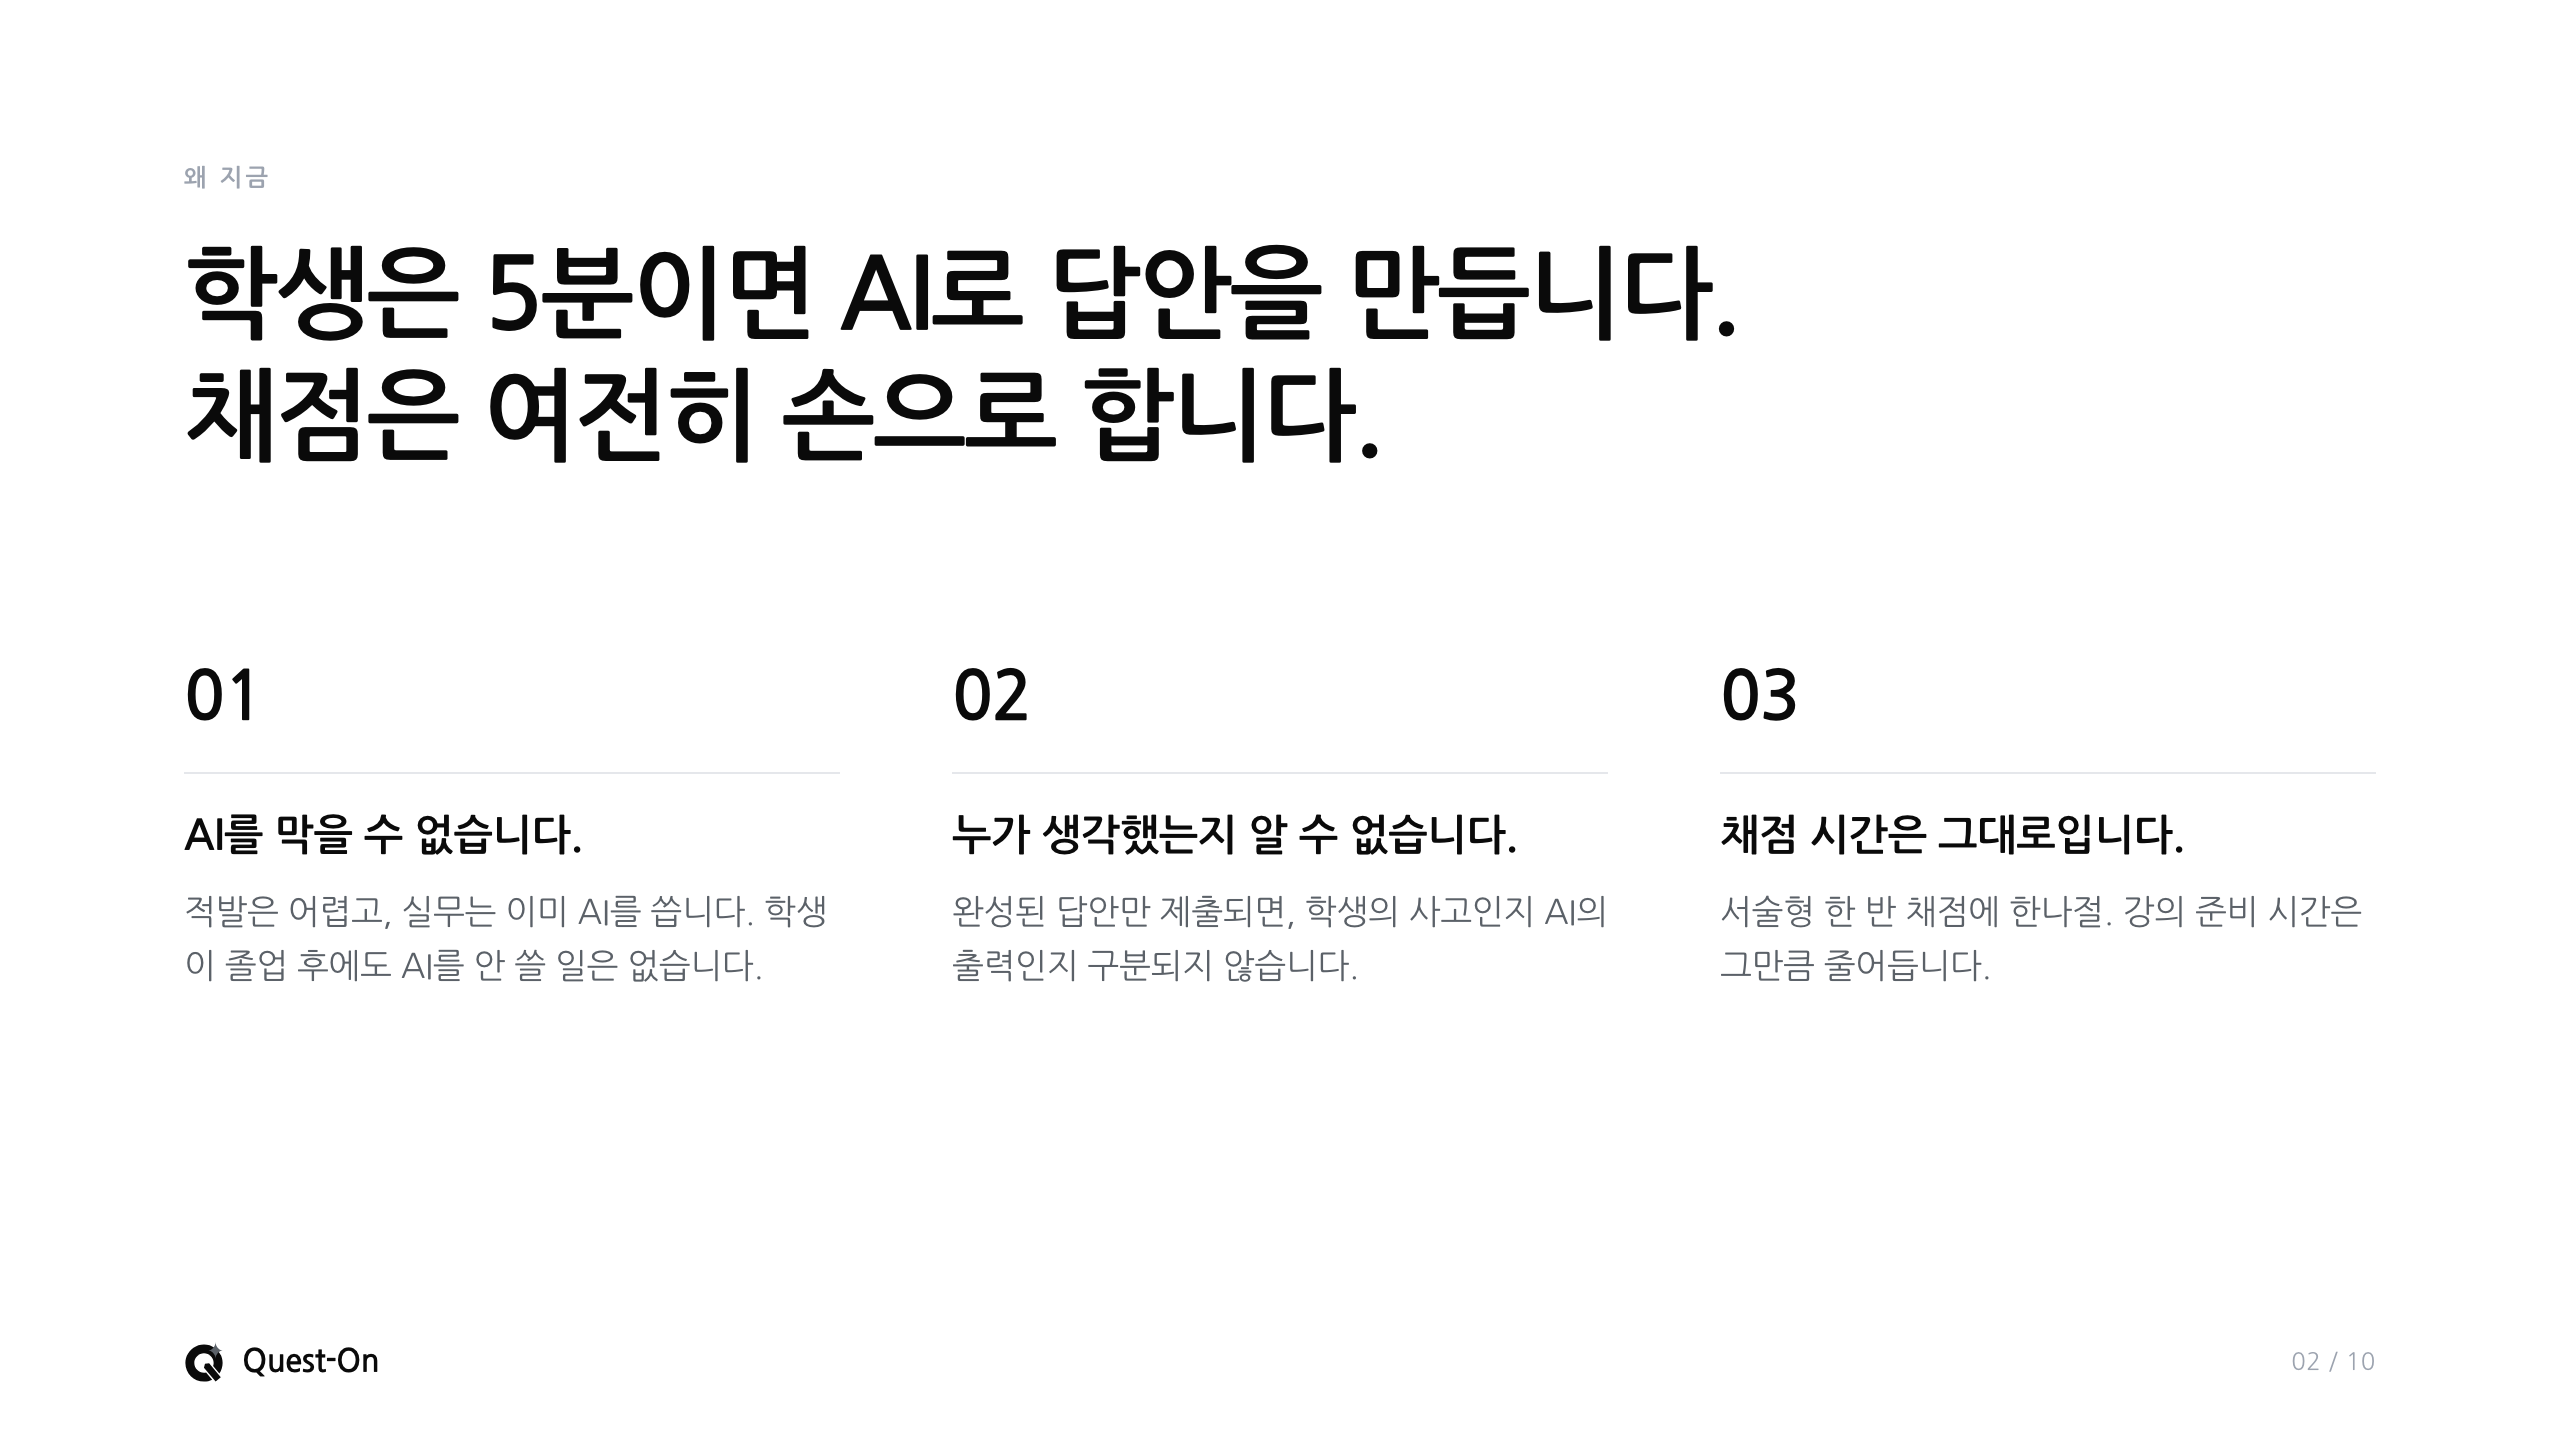 왜 지금
학생은 5분이면 AI로 답안을 만듭니다.
채점은 여전히 손으로 합니다.
01
AI를 막을 수 없습니다.
적발은 어렵고, 실무는 이미 AI를 씁니다. 학생
이 졸업 후에도 AI를 안 쓸 일은 없습니다.
02
누가 생각했는지 알 수 없습니다.
완성된 답안만 제출되면, 학생의 사고인지 AI의
출력인지 구분되지 않습니다.
03
채점 시간은 그대로입니다.
서술형 한 반 채점에 한나절. 강의 준비 시간은
그만큼 줄어듭니다.
Quest-On
02 / 10